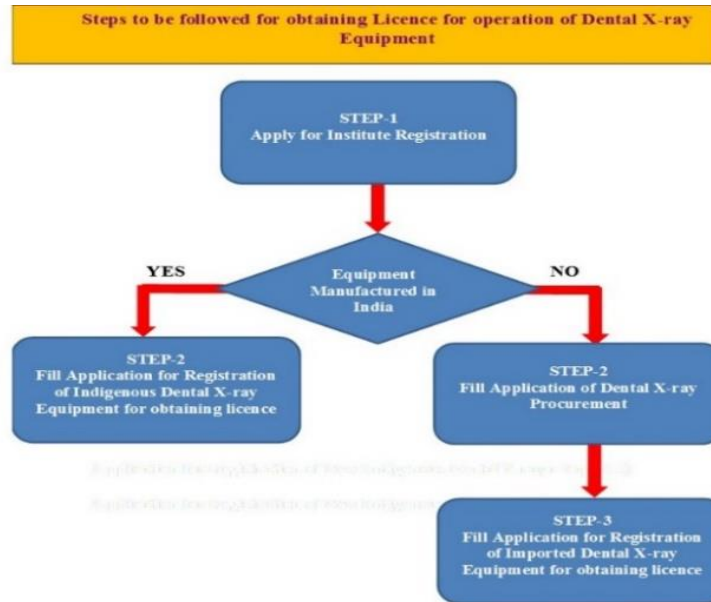 Steps to be followed for obtaining Licence for operation of Dental X-ray
Equipment
STEP-1
Apply for Institute Registration
YES
Equipment
Manufactured in
India
NO
STEP-2
Fill Application for Registration
of Indigenous Dental X-ray
Equipment for obtaining licence
STEP-2
Fill Application of Dental X-ray
Procurement
STEP-3
Fill Application for Registration
of Imported Dental X-ray
Equipment for obtaining licence